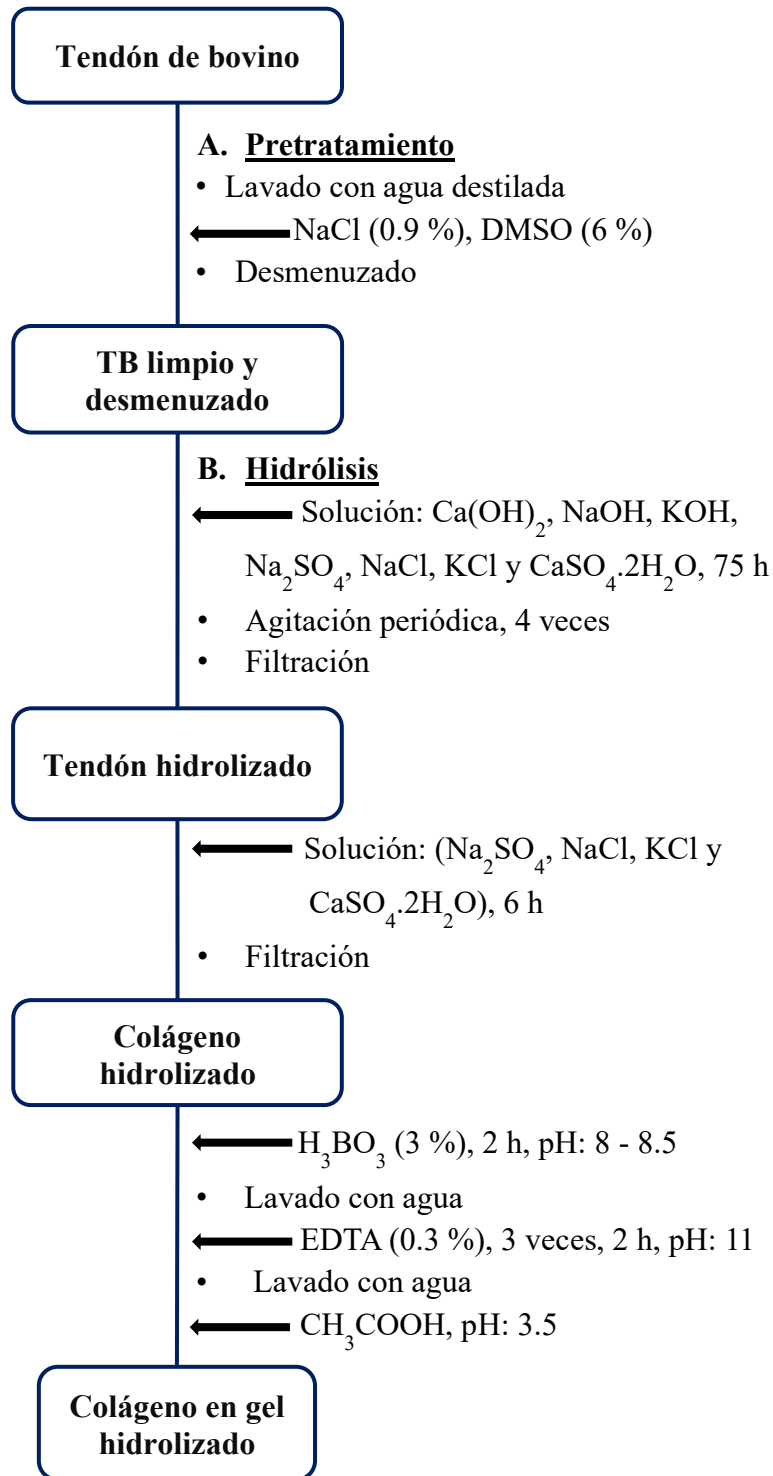 Tendón de bovino
A. Pretratamiento
• Lavado con agua destilada
NaCl (0.9 %), DMSO (6 %)
• Desmenuzado
TB limpio y
desmenuzado
B. Hidrólisis
Solución: Ca(OH)₂, NaOH, KOH,
Na₂SO₄, NaCl, KCl y CaSO₄.2H₂O, 75 h
• Agitación periódica, 4 veces
• Filtración
Tendón hidrolizado
Solución: (Na₂SO₄, NaCl, KCl y
CaSO₄.2H₂O), 6 h
• Filtración
Colágeno
hidrolizado
H₃BO₃ (3 %), 2 h, pH: 8 - 8.5
• Lavado con agua
EDTA (0.3 %), 3 veces, 2 h, pH: 11
• Lavado con agua
CH₃COOH, pH: 3.5
Colágeno en gel
hidrolizado